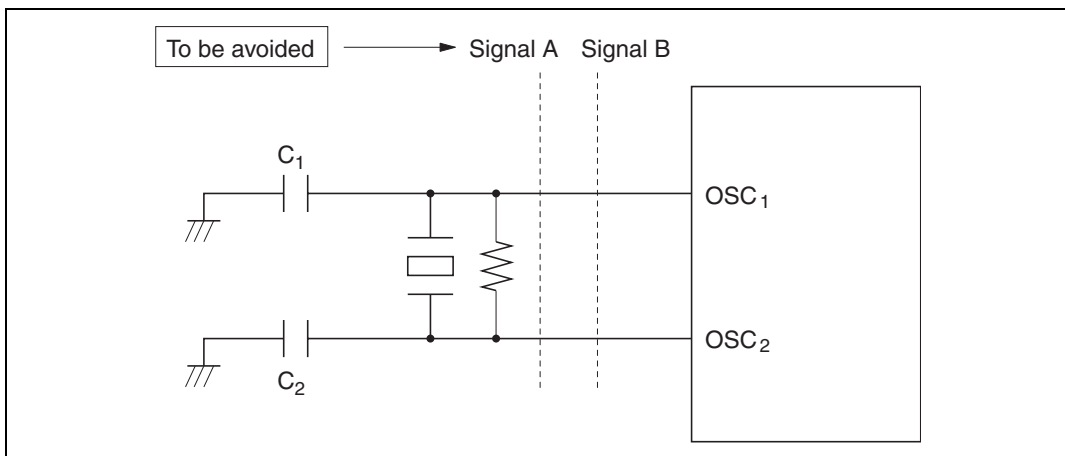 To be avoided
Signal A
Signal B
C1
OSC1
OSC2
C2